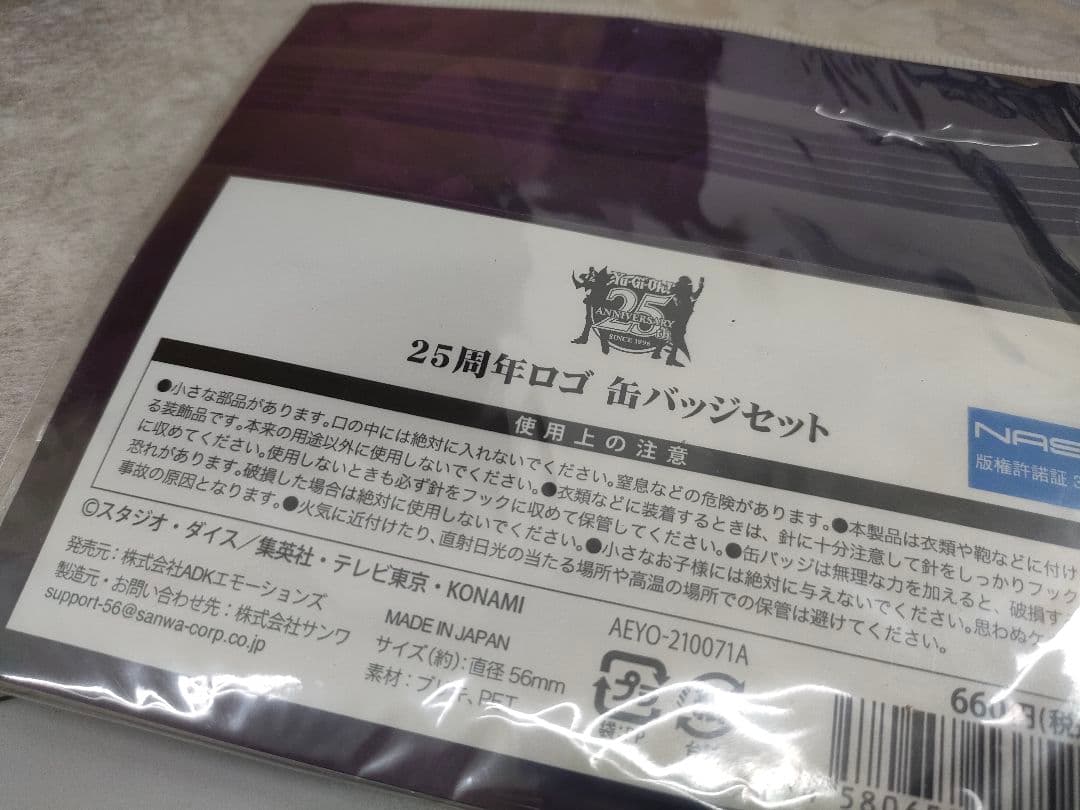 Yu-Gi-Oh!
25th
ANNIVERSARY
SINCE 1996
25周年ロゴ 缶バッジセット
使用上の注意
●小さな部品があります。口の中には絶対に入れないでください。窒息などの危険があります。●本製品は衣類や鞄などに付け
る装飾品です。本来の用途以外に使用しないでください。●衣類などに装着するときは、針に十分注意して針をしっかりフック
に収めてください。使用しないときも必ず針をフックに収めて保管してください。●缶バッジは無理な力を加えると、破損す
恐れがあります。破損した場合は絶対に使用しないでください。●小さなお子様には絶対に与えないでください。思わぬケ
事故の原因となります。●火気に近付けたり、直射日光の当たる場所や高温の場所での保管は避けてください。
©スタジオ・ダイス/集英社・テレビ東京・KONAMI
発売元:株式会社ADKエモーションズ
製造元・お問い合わせ先:株式会社サンワ
support-56@sanwa-corp.co.jp
MADE IN JAPAN
サイズ(約):直径56mm
素材:ブリキ、PET
AEYO-210071A
プラ
袋:PP
NAS
版権許諾証
660円(税